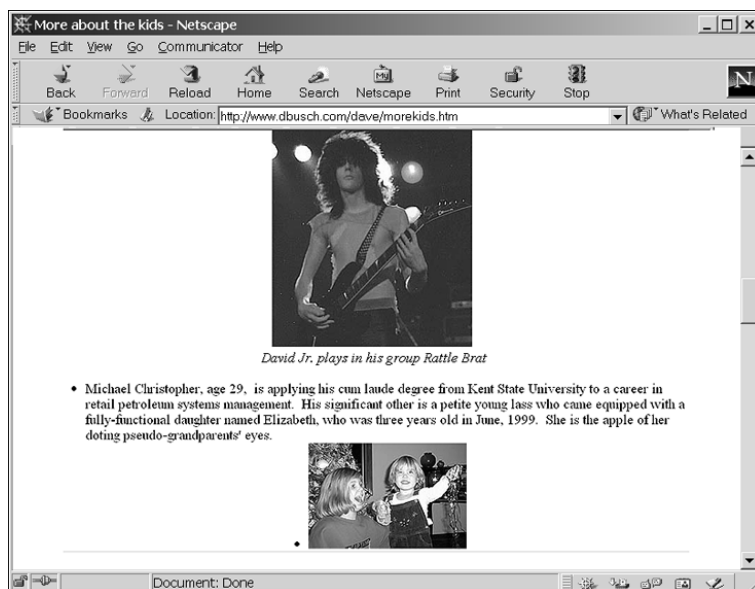 More about the kids - Netscape
File Edit View Go Communicator Help
Back Forward Reload Home Search Netscape Print Security Stop
N
Bookmarks Location: http://www.dbusch.com/dave/morekids.htm What's Related
David Jr. plays in his group Rattle Brat
• Michael Christopher, age 29, is applying his cum laude degree from Kent State University to a career in
retail petroleum systems management. His significant other is a petite young lass who came equipped with a
fully-functional daughter named Elizabeth, who was three years old in June, 1999. She is the apple of her
doting pseudo-grandparents' eyes.
•
Document: Done